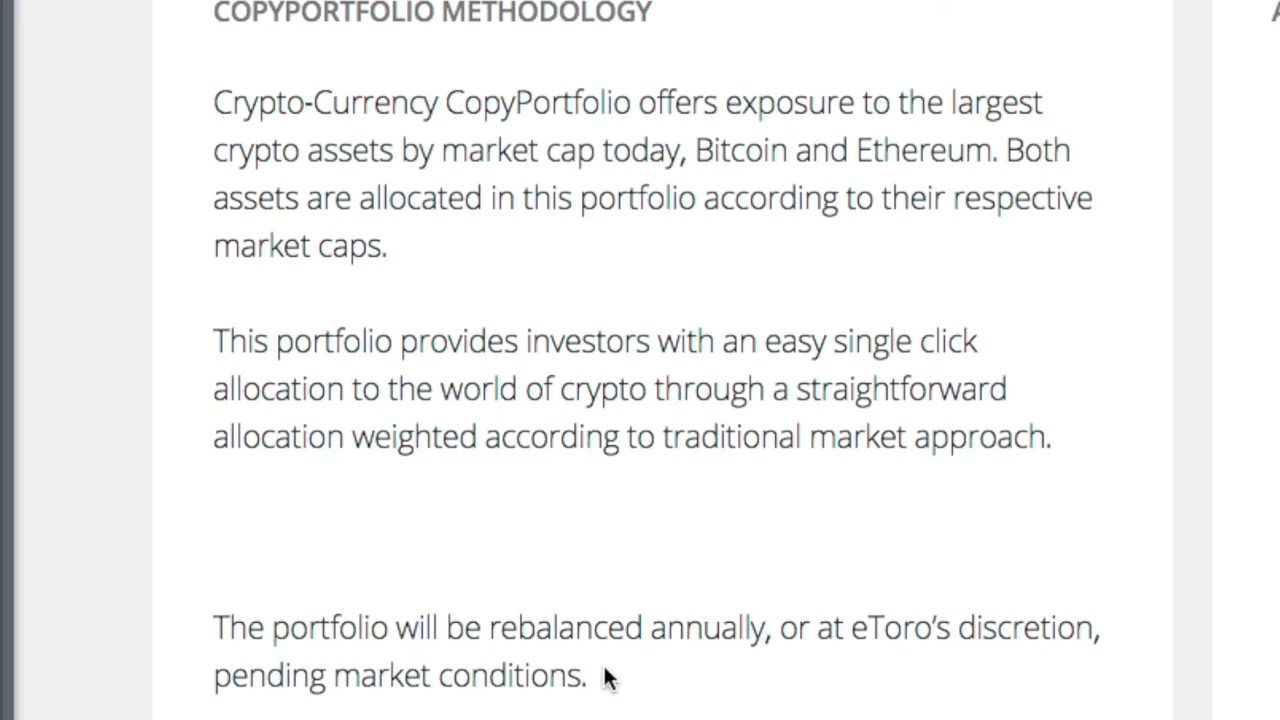 COPYPORTFOLIO METHODOLOGY
Crypto-Currency CopyPortfolio offers exposure to the largest
crypto assets by market cap today, Bitcoin and Ethereum. Both
assets are allocated in this portfolio according to their respective
market caps.
This portfolio provides investors with an easy single click
allocation to the world of crypto through a straightforward
allocation weighted according to traditional market approach.
The portfolio will be rebalanced annually, or at eToro’s discretion,
pending market conditions.